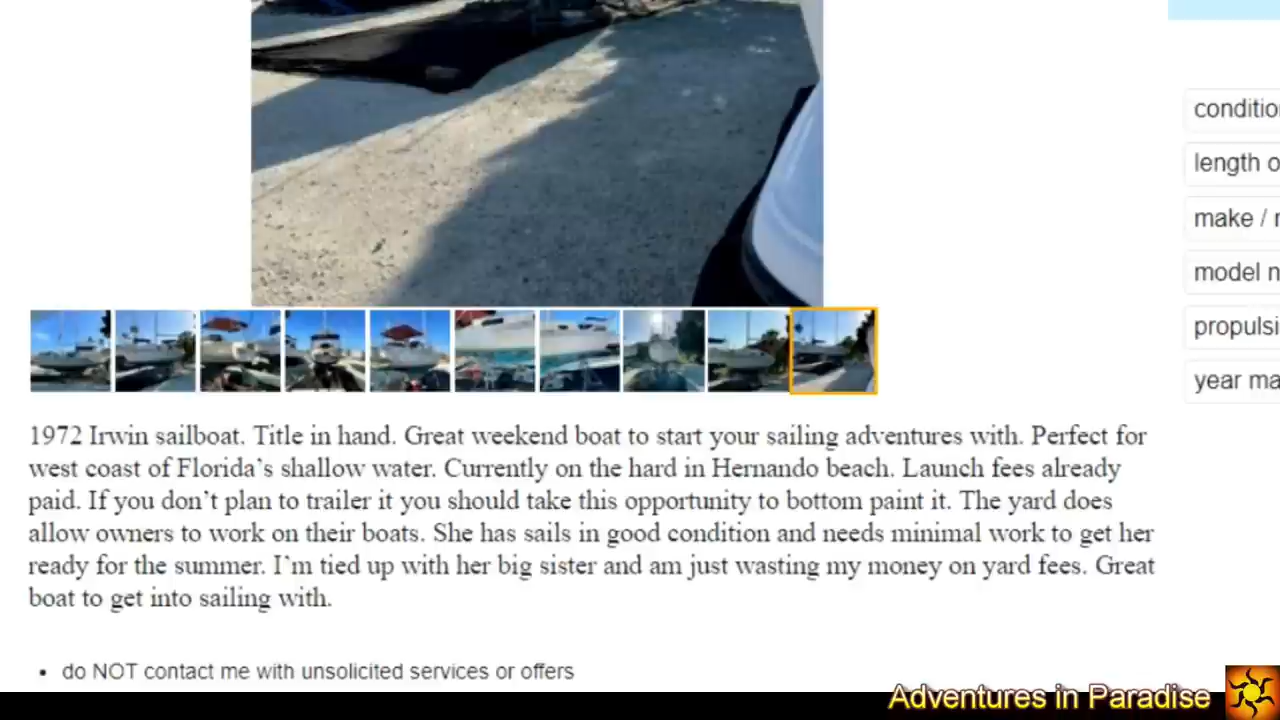 conditio
length o
make / r
model n
propulsi
year ma
1972 Irwin sailboat. Title in hand. Great weekend boat to start your sailing adventures with. Perfect for
west coast of Florida’s shallow water. Currently on the hard in Hernando beach. Launch fees already
paid. If you don’t plan to trailer it you should take this opportunity to bottom paint it. The yard does
allow owners to work on their boats. She has sails in good condition and needs minimal work to get her
ready for the summer. I’m tied up with her big sister and am just wasting my money on yard fees. Great
boat to get into sailing with.
• do NOT contact me with unsolicited services or offers
Adventures in Paradise